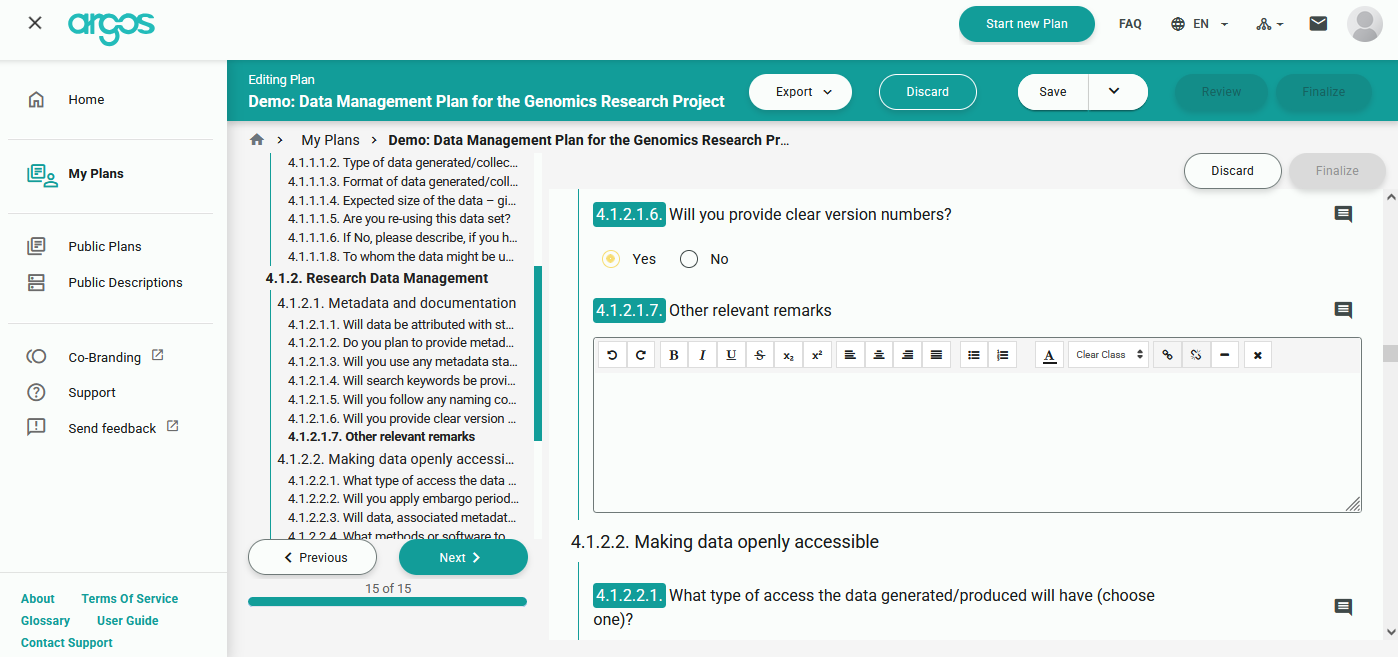 argos
Start new Plan
FAQ
EN
Home
My Plans
Public Plans
Public Descriptions
Co-Branding
Support
Send feedback
About
Terms Of Service
Glossary
User Guide
Contact Support
Editing Plan
Demo: Data Management Plan for the Genomics Research Project
Export
Discard
Save
Review
Finalize
My Plans
Demo: Data Management Plan for the Genomics Research Pr...
4.1.1.1.2. Type of data generated/collec...
4.1.1.1.3. Format of data generated/coll...
4.1.1.1.4. Expected size of the data – gi...
4.1.1.1.5. Are you re-using this data set?
4.1.1.1.6. If No, please describe, if you h...
4.1.1.1.8. To whom the data might be u...
4.1.2. Research Data Management
4.1.2.1. Metadata and documentation
4.1.2.1.1. Will data be attributed with st...
4.1.2.1.2. Do you plan to provide metad...
4.1.2.1.3. Will you use any metadata sta...
4.1.2.1.4. Will search keywords be provi...
4.1.2.1.5. Will you follow any naming co...
4.1.2.1.6. Will you provide clear version ...
4.1.2.1.7. Other relevant remarks
4.1.2.2. Making data openly accessi...
4.1.2.2.1. What type of access the data ...
4.1.2.2.2. Will you apply embargo period...
4.1.2.2.3. Will data, associated metadat...
4.1.2.2.4. What methods or software to...
Previous
Next
15 of 15
Discard
Finalize
4.1.2.1.6. Will you provide clear version numbers?
Yes
No
4.1.2.1.7. Other relevant remarks
B I U S x₂ x² A Clear Class
4.1.2.2. Making data openly accessible
4.1.2.2.1. What type of access the data generated/produced will have (choose
one)?